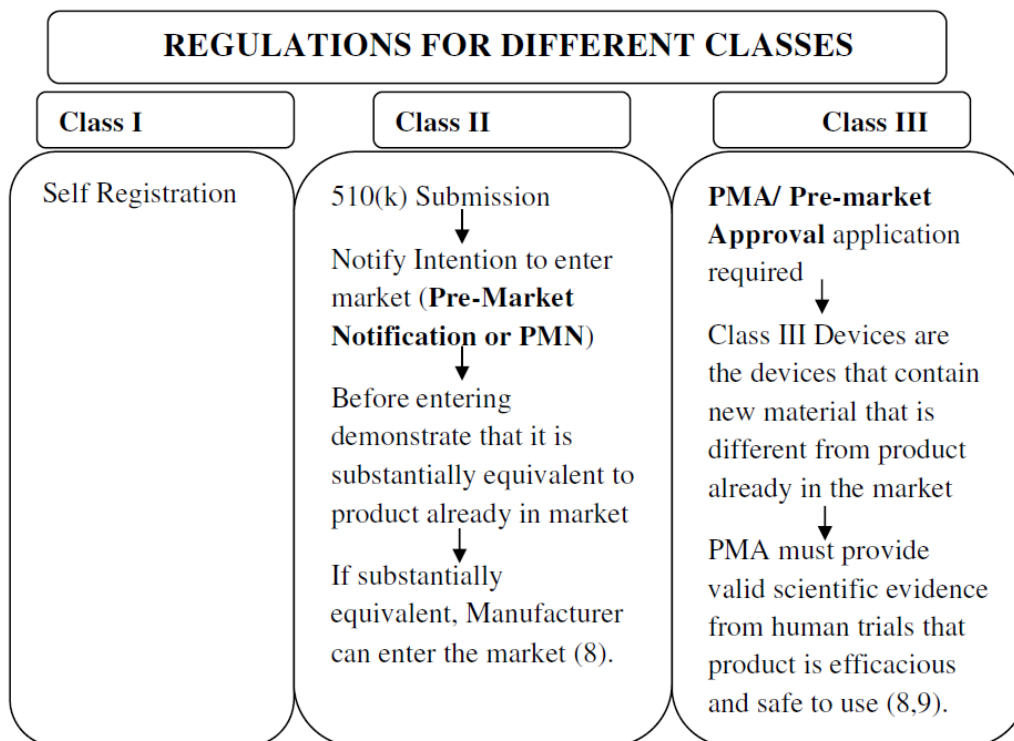 REGULATIONS FOR DIFFERENT CLASSES
Class I
Self Registration
Class II
510(k) Submission
Notify Intention to enter
market (Pre-Market
Notification or PMN)
Before entering
demonstrate that it is
substantially equivalent to
product already in market
If substantially
equivalent, Manufacturer
can enter the market (8).
Class III
PMA/ Pre-market
Approval application
required
Class III Devices are
the devices that contain
new material that is
different from product
already in the market
PMA must provide
valid scientific evidence
from human trials that
product is efficacious
and safe to use (8,9).